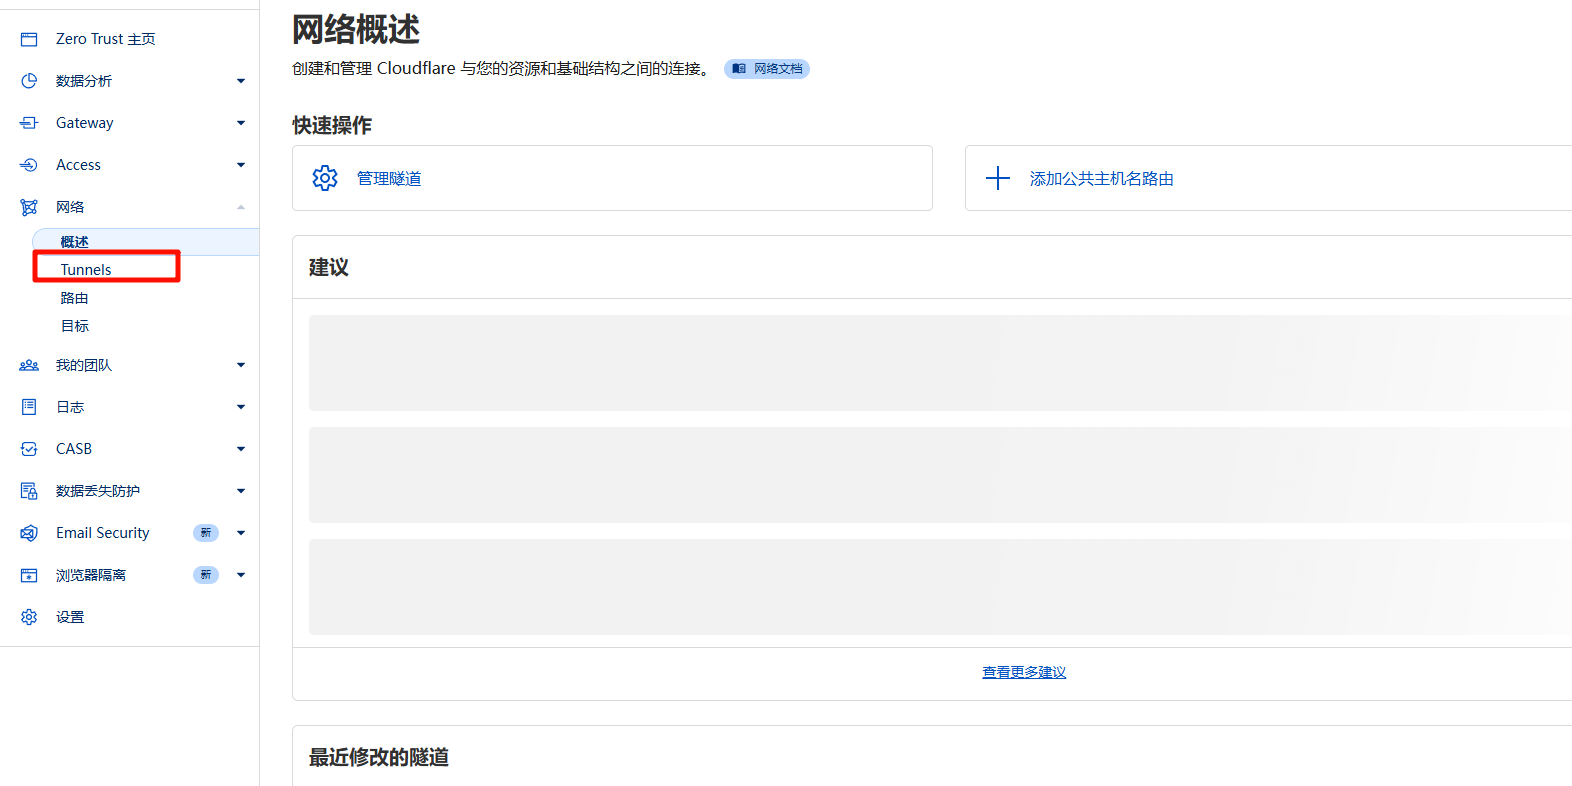 Zero Trust 主页
数据分析
Gateway
Access
网络
概述
Tunnels
路由
目标
我的团队
日志
CASB
数据丢失防护
Email Security 新
浏览器隔离 新
设置
网络概述
创建和管理 Cloudflare 与您的资源和基础结构之间的连接。 网络文档
快速操作
管理隧道 添加公共主机名路由
建议
查看更多建议
最近修改的隧道